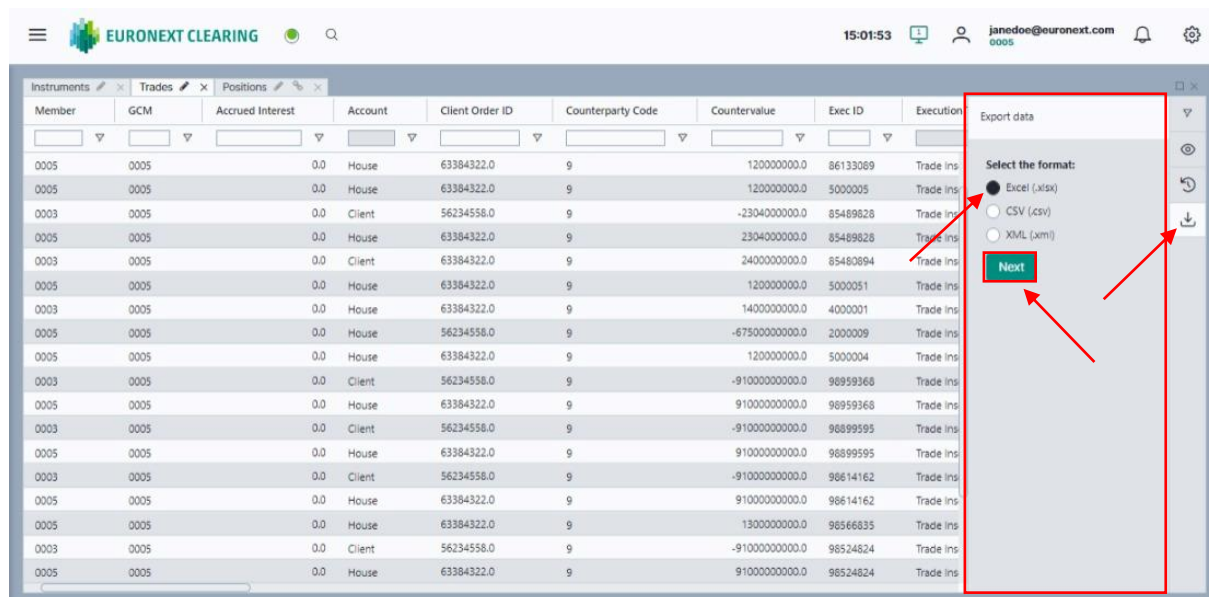 EURONEXT CLEARING 15:01:53 1 janedoe@euronext.com
0005
Instruments Trades Positions
Member GCM Accrued Interest Account Client Order ID Counterparty Code Countervalue Exec ID Execution
0005 0005 0.0 House 63384322.0 9 120000000.0 86133089 Trade Ins
0005 0005 0.0 House 63384322.0 9 120000000.0 5000005 Trade Ins
0003 0005 0.0 Client 56234558.0 9 -2304000000.0 85489828 Trade Ins
0005 0005 0.0 House 63384322.0 9 2304000000.0 85489828 Trade Ins
0003 0005 0.0 Client 63384322.0 9 2400000000.0 85480894 Trade Ins
0005 0005 0.0 House 63384322.0 9 120000000.0 5000051 Trade Ins
0003 0005 0.0 House 63384322.0 9 1400000000.0 4000001 Trade Ins
0005 0005 0.0 House 56234558.0 9 -67500000000.0 2000009 Trade Ins
0005 0005 0.0 House 63384322.0 9 120000000.0 5000004 Trade Ins
0003 0005 0.0 Client 56234558.0 9 -91000000000.0 98959368 Trade Ins
0005 0005 0.0 House 63384322.0 9 91000000000.0 98959368 Trade Ins
0003 0005 0.0 Client 56234558.0 9 -91000000000.0 98899595 Trade Ins
0005 0005 0.0 House 63384322.0 9 91000000000.0 98899595 Trade Ins
0003 0005 0.0 Client 56234558.0 9 -91000000000.0 98614162 Trade Ins
0005 0005 0.0 House 63384322.0 9 91000000000.0 98614162 Trade Ins
0005 0005 0.0 House 63384322.0 9 1300000000.0 98566835 Trade Ins
0003 0005 0.0 Client 56234558.0 9 -91000000000.0 98524824 Trade Ins
0005 0005 0.0 House 63384322.0 9 91000000000.0 98524824 Trade Ins
Export data
Select the format:
Excel (.xlsx)
CSV (.csv)
XML (.xml)
Next